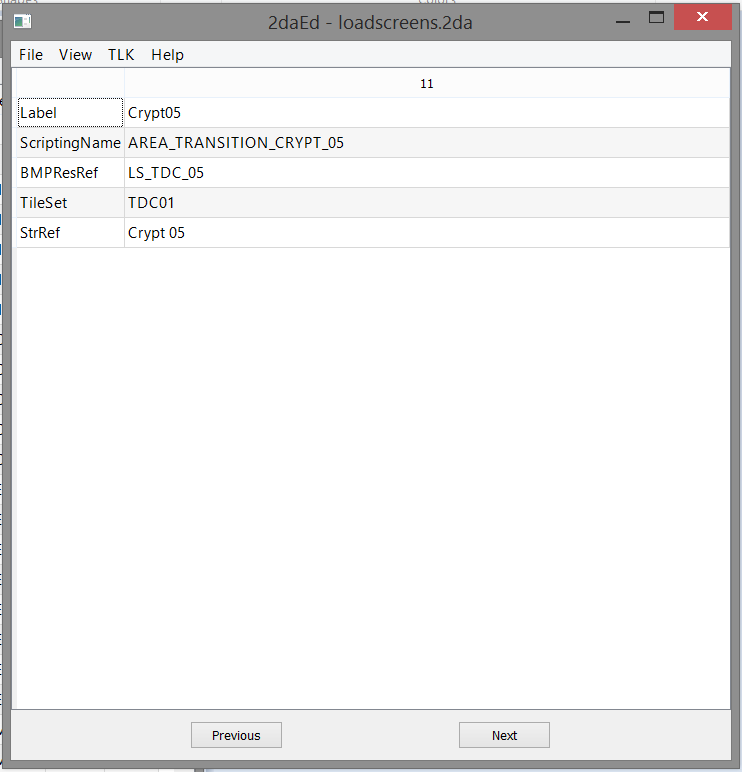 2daEd - loadscreens.2da
File View TLK Help
11
Label Crypt05
ScriptingName AREA_TRANSITION_CRYPT_05
BMPResRef LS_TDC_05
TileSet TDC01
StrRef Crypt 05
Previous Next